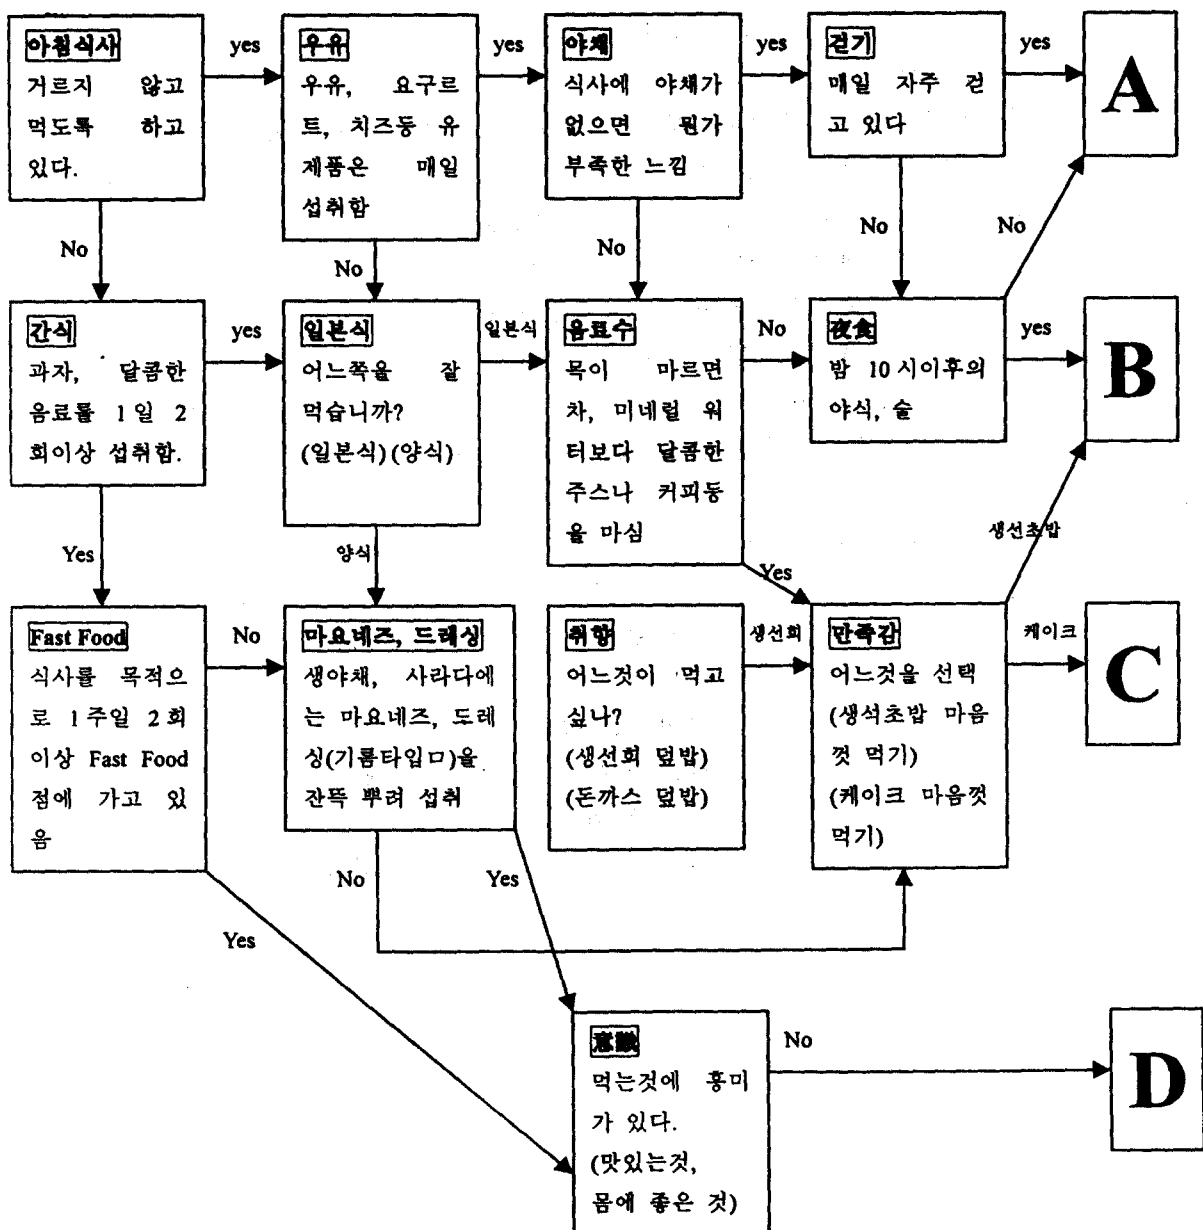 아침식사
거르지 않고
먹도록 하고
있다.
yes
No
우유
우유, 요구르
트, 치즈등 유
제품은 매일
섭취함
yes
No
야채
식사에 야채가
없으면 뭔가
부족한 느낌
yes
No
걷기
매일 자주 걷
고 있다
yes
No
A
간식
과자, 달콤한
음료를 1일 2
회이상 섭취함.
yes
Yes
일본식
어느쪽을 잘
먹습니까?
(일본식)(양식)
일본식
양식
음료수
목이 마르면
차, 미네럴 워
터보다 달콤한
주스나 커피등
을 마심
No
Yes
夜食
밤 10시이후의
야식, 술
No
yes
B
Fast Food
식사를 목적으
로 1주일 2회
이상 Fast Food
점에 가고 있
음
No
Yes
마요네즈, 드래싱
생야채, 사라다에
는 마요네즈, 도레
싱(기름타입ㅁ)을
잔뜩 뿌려 섭취
No
Yes
취향
어느것이 먹고
싶나?
(생선회 덮밥)
(돈까스 덮밥)
생선회
만족감
어느것을 선택
(생석초밥 마음
껏 먹기)
(케이크 마음껏
먹기)
생선초밥
케이크
C
意識
먹는것에 흥미
가 있다.
(맛있는것,
몸에 좋은 것)
No
D